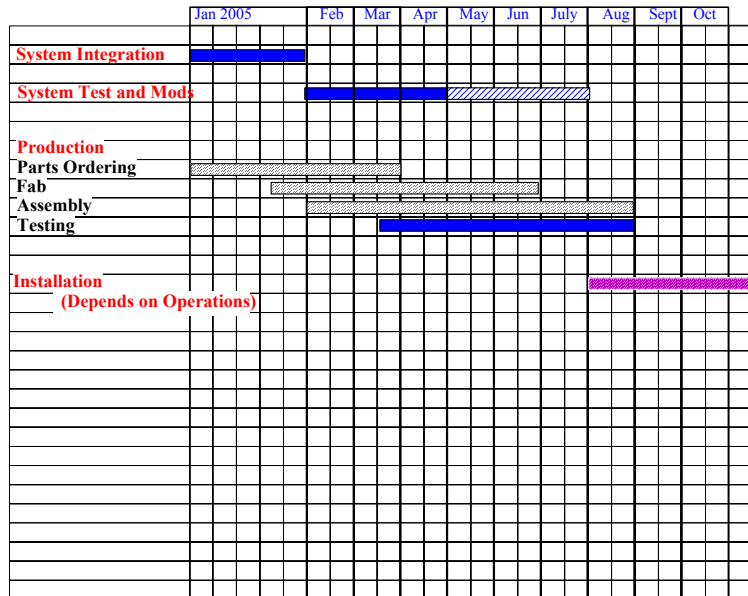 Jan 2005 Feb Mar Apr May Jun July Aug Sept Oct
System Integration
System Test and Mods
Production
Parts Ordering
Fab
Assembly
Testing
Installation
(Depends on Operations)